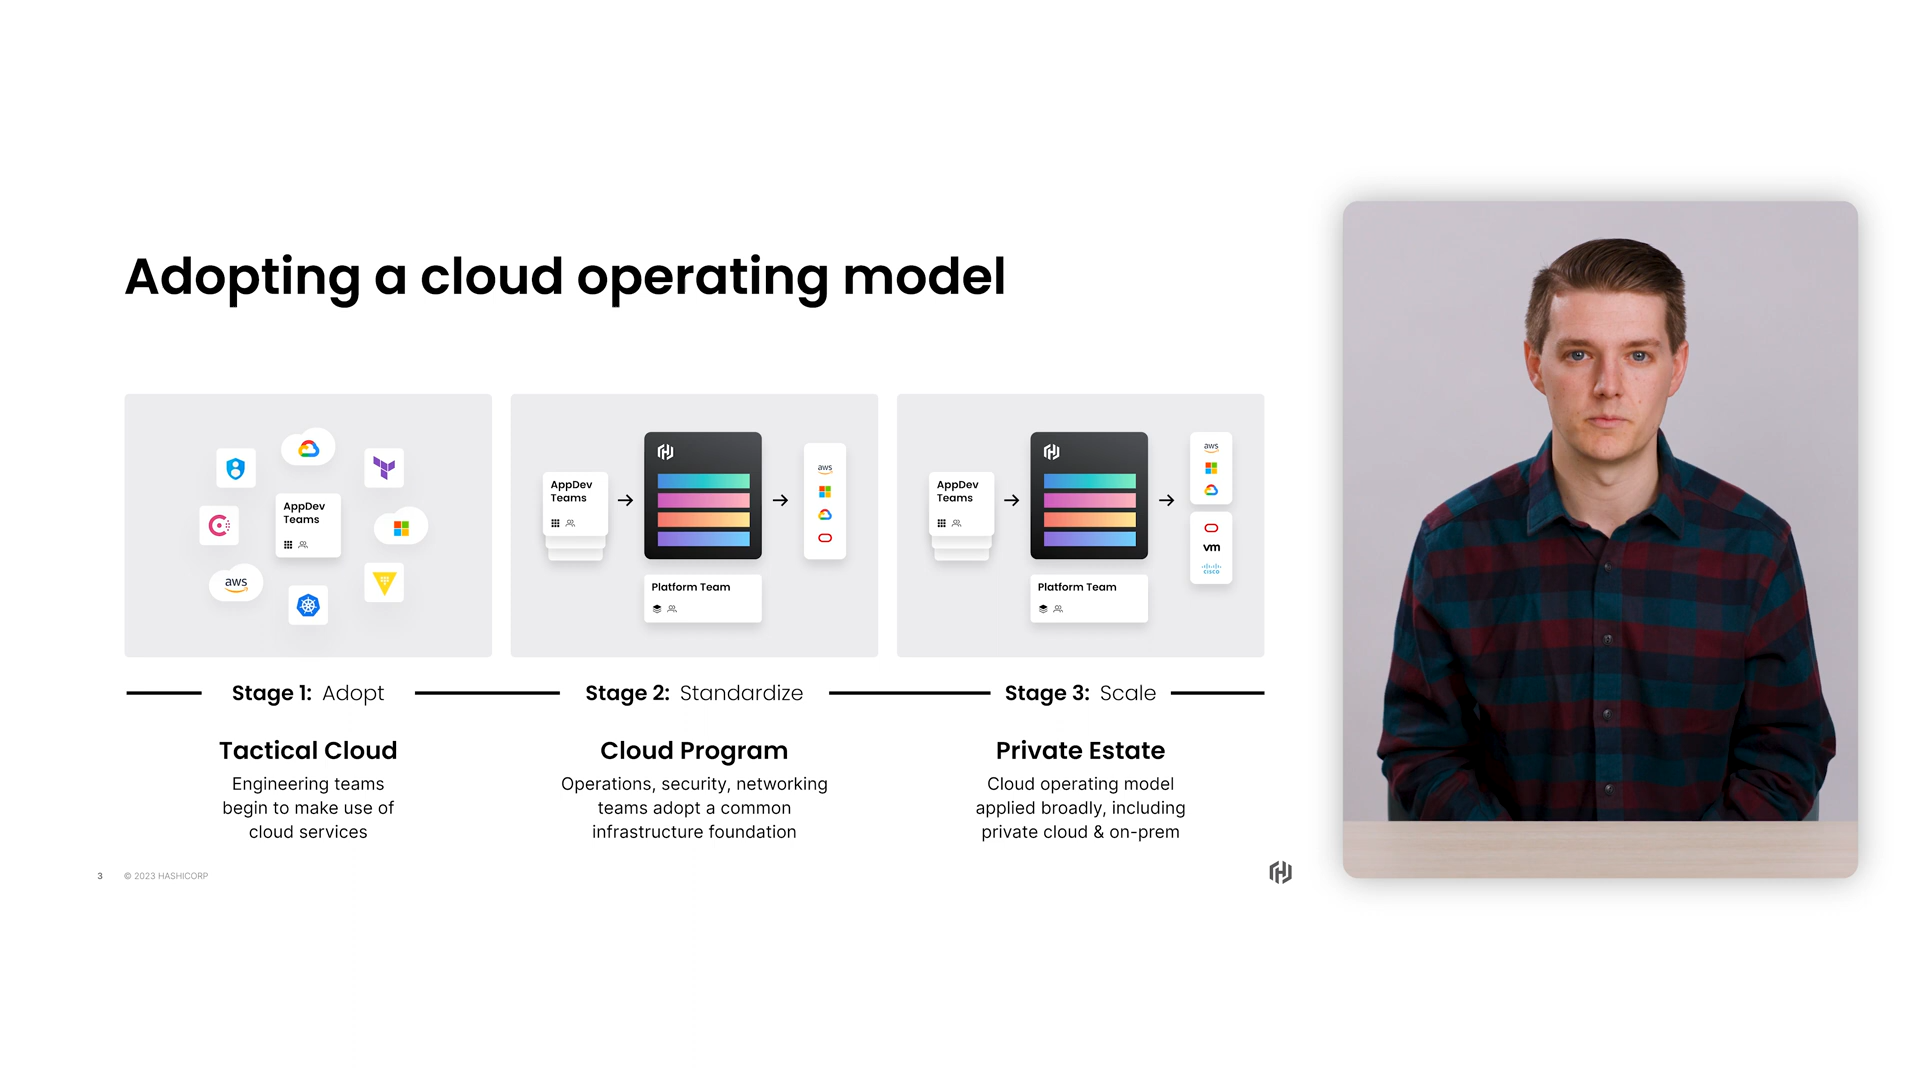 Adopting a cloud operating model
AppDev
Teams
aws
AppDev
Teams
Platform Team
aws
AppDev
Teams
Platform Team
aws
vm
cisco
Stage 1: Adopt
Stage 2: Standardize
Stage 3: Scale
Tactical Cloud
Engineering teams
begin to make use of
cloud services
Cloud Program
Operations, security, networking
teams adopt a common
infrastructure foundation
Private Estate
Cloud operating model
applied broadly, including
private cloud & on-prem
3 © 2023 HASHICORP